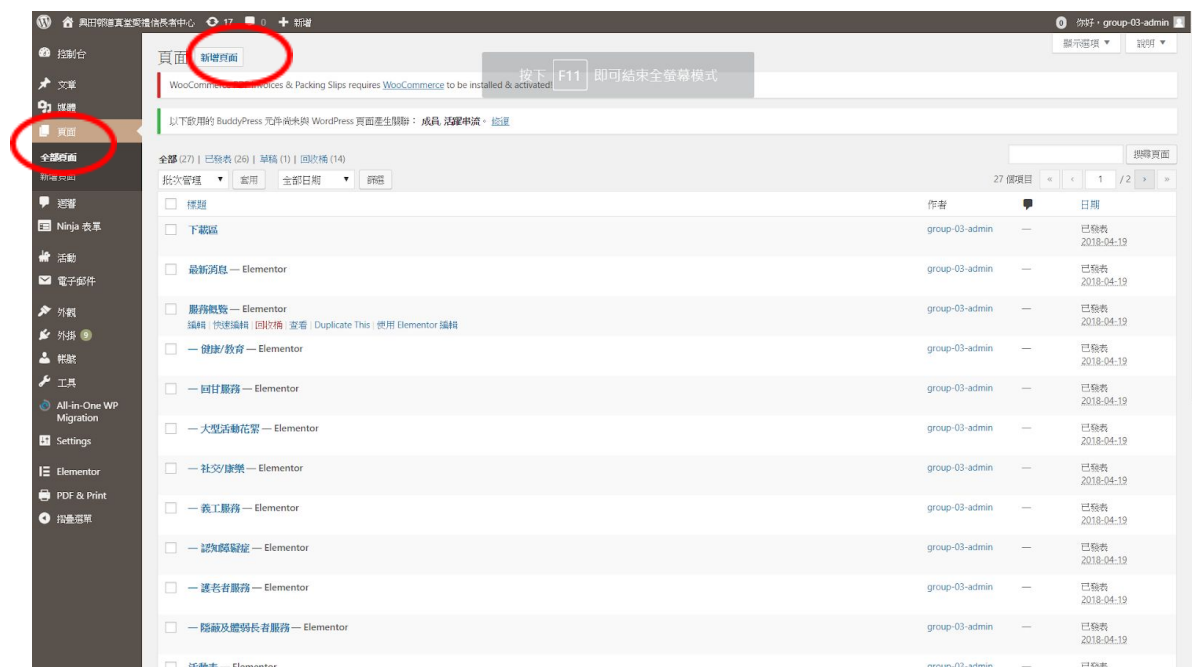 興田邨循真堂愛禮信長者中心 17 0 新增 0 你好,group-03-admin
顯示選項 ▼ 說明 ▼
控制台
文章
媒體
頁面
全部頁面
新增頁面
迴響
Ninja 表單
活動
電子郵件
外觀
外掛 9
帳號
工具
All-in-One WP
Migration
Settings
Elementor
PDF & Print
摺疊選單
頁面 新增頁面
按下 F11 即可結束全螢幕模式
WooCommerce Invoices & Packing Slips requires WooCommerce to be installed & activated!
以下啟用的 BuddyPress 元件尚未與 WordPress 頁面產生關聯: 成員, 活躍串流。 修復
全部 (27) | 已發表 (26) | 草稿 (1) | 回收桶 (14)
搜尋頁面
批次管理 ▼ 套用 全部日期 ▼ 篩選 27 個項目 « ‹ 1 / 2 › »
標題 作者 日期
下載區 group-03-admin — 已發表
2018-04-19
最新消息 — Elementor group-03-admin — 已發表
2018-04-19
服務概覽 — Elementor group-03-admin — 已發表
編輯 | 快速編輯 | 回收桶 | 查看 | Duplicate This | 使用 Elementor 編輯 2018-04-19
— 健康/教育 — Elementor group-03-admin — 已發表
2018-04-19
— 回甘服務 — Elementor group-03-admin — 已發表
2018-04-19
— 大型活動花絮 — Elementor group-03-admin — 已發表
2018-04-19
— 社交/康樂 — Elementor group-03-admin — 已發表
2018-04-19
— 義工服務 — Elementor group-03-admin — 已發表
2018-04-19
— 認知障礙症 — Elementor group-03-admin — 已發表
2018-04-19
— 護老者服務 — Elementor group-03-admin — 已發表
2018-04-19
— 隱蔽及體弱長者服務 — Elementor group-03-admin — 已發表
2018-04-19
活動表 — Elementor group-03-admin — 已發表